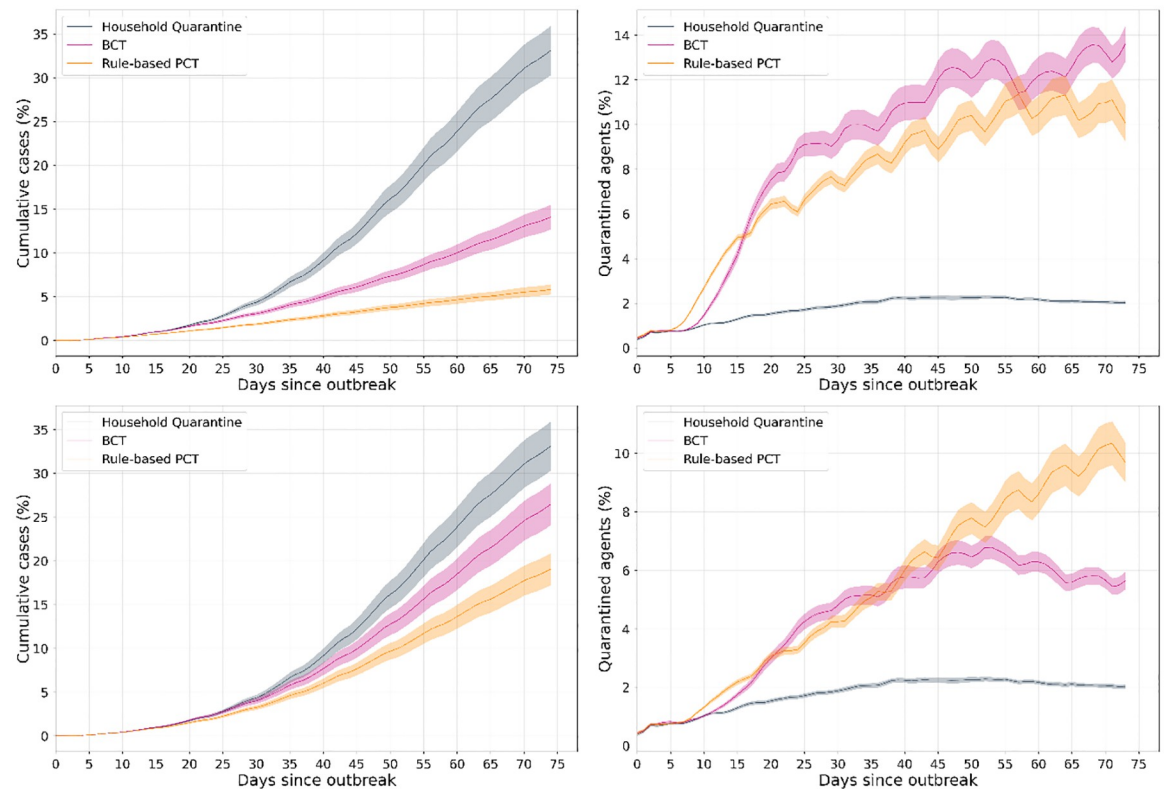 Household Quarantine
BCT
Rule-based PCT
35
30
25
20
15
10
5
0
Cumulative cases (%)
0 5 10 15 20 25 30 35 40 45 50 55 60 65 70 75
Days since outbreak
Household Quarantine
BCT
Rule-based PCT
14
12
10
8
6
4
2
0
Quarantined agents (%)
0 5 10 15 20 25 30 35 40 45 50 55 60 65 70 75
Days since outbreak
Household Quarantine
BCT
Rule-based PCT
35
30
25
20
15
10
5
0
Cumulative cases (%)
0 5 10 15 20 25 30 35 40 45 50 55 60 65 70 75
Days since outbreak
Household Quarantine
BCT
Rule-based PCT
10
8
6
4
2
0
Quarantined agents (%)
0 5 10 15 20 25 30 35 40 45 50 55 60 65 70 75
Days since outbreak